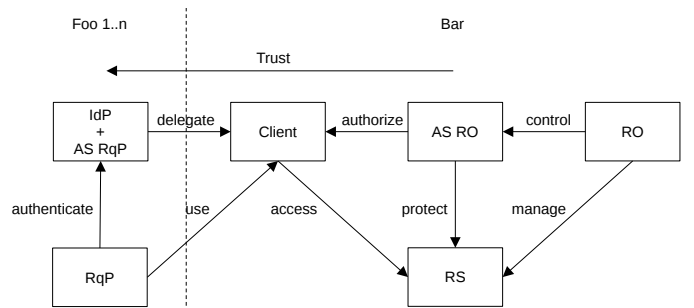 Foo 1..n
Bar
Trust
IdP
+
AS RqP
delegate
Client
authorize
AS RO
control
RO
authenticate
use
access
protect
manage
RqP
RS